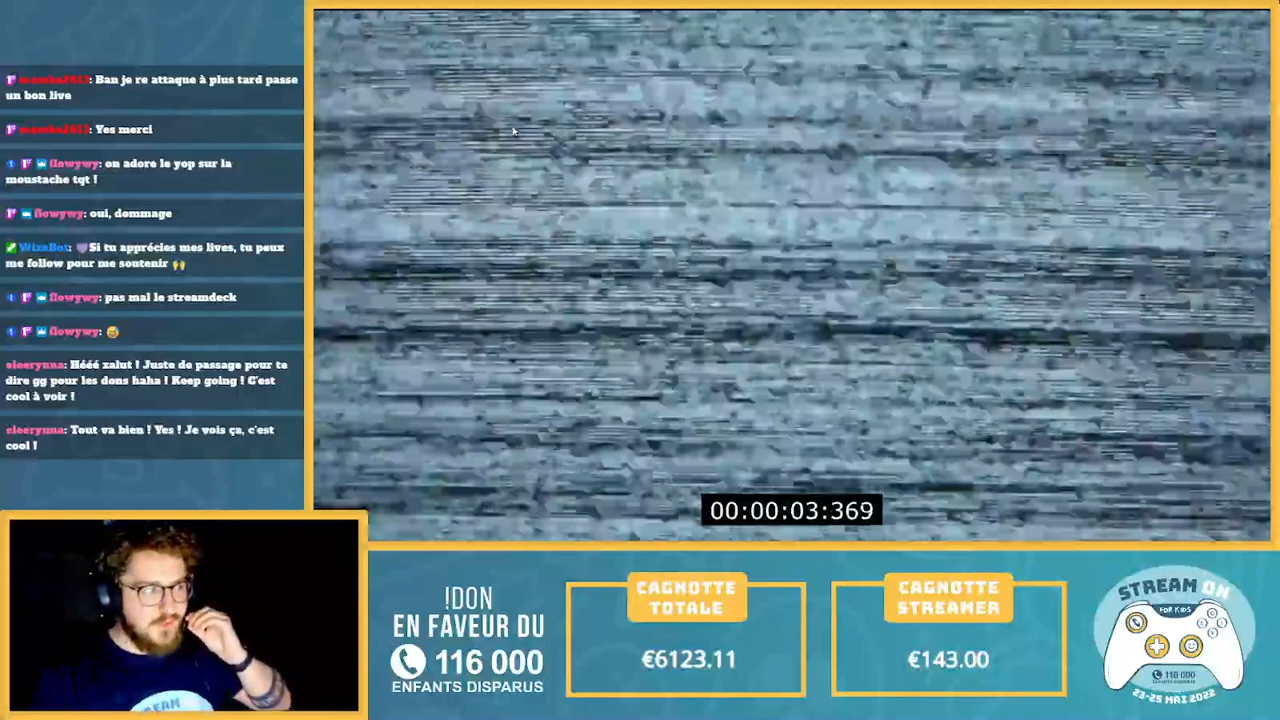 mamba2813: Ban je re attaque à plus tard passe
un bon live
mamba2813: Yes merci
flowywy: on adore le yop sur la
moustache tqt !
flowywy: oui, dommage
WizeBot: 💜Si tu apprécies mes lives, tu peux
me follow pour me soutenir 🙌
flowywy: pas mal le streamdeck
flowywy: 😅
eleeryuna: Hééé zalut ! Juste de passage pour te
dire gg pour les dons haha ! Keep going ! C'est
cool à voir !
eleeryuna: Tout va bien ! Yes ! Je vois ça, c'est
cool !
00:00:03:369
!DON
EN FAVEUR DU
116 000
ENFANTS DISPARUS
CAGNOTTE
TOTALE
€6123.11
CAGNOTTE
STREAMER
€143.00
STREAM ON
FOR KIDS
116 000
23-25 MAI 2022